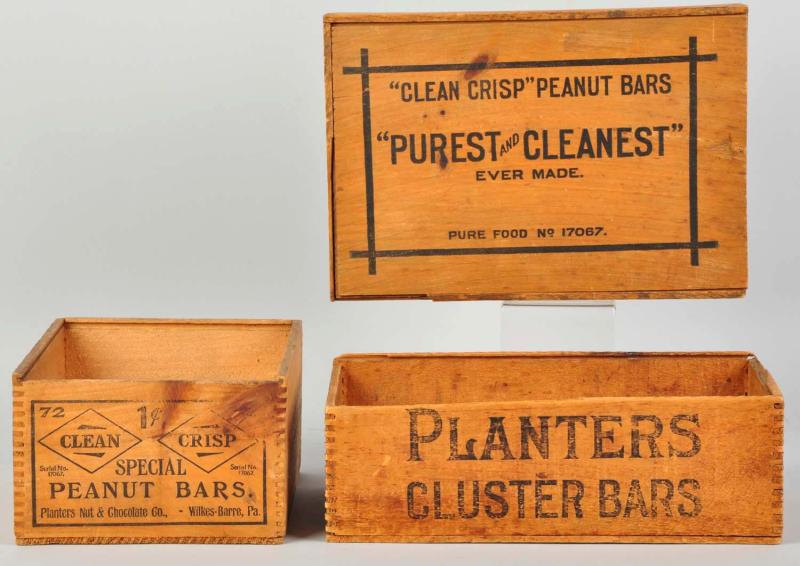 "CLEAN CRISP" PEANUT BARS
"PUREST AND CLEANEST"
EVER MADE.
PURE FOOD No 17067.
72 1¢
CLEAN CRISP
Serial No. 17067. SPECIAL Serial No. 17067.
PEANUT BARS.
Planters Nut & Chocolate Co., - Wilkes-Barre, Pa.
PLANTERS
CLUSTER BARS